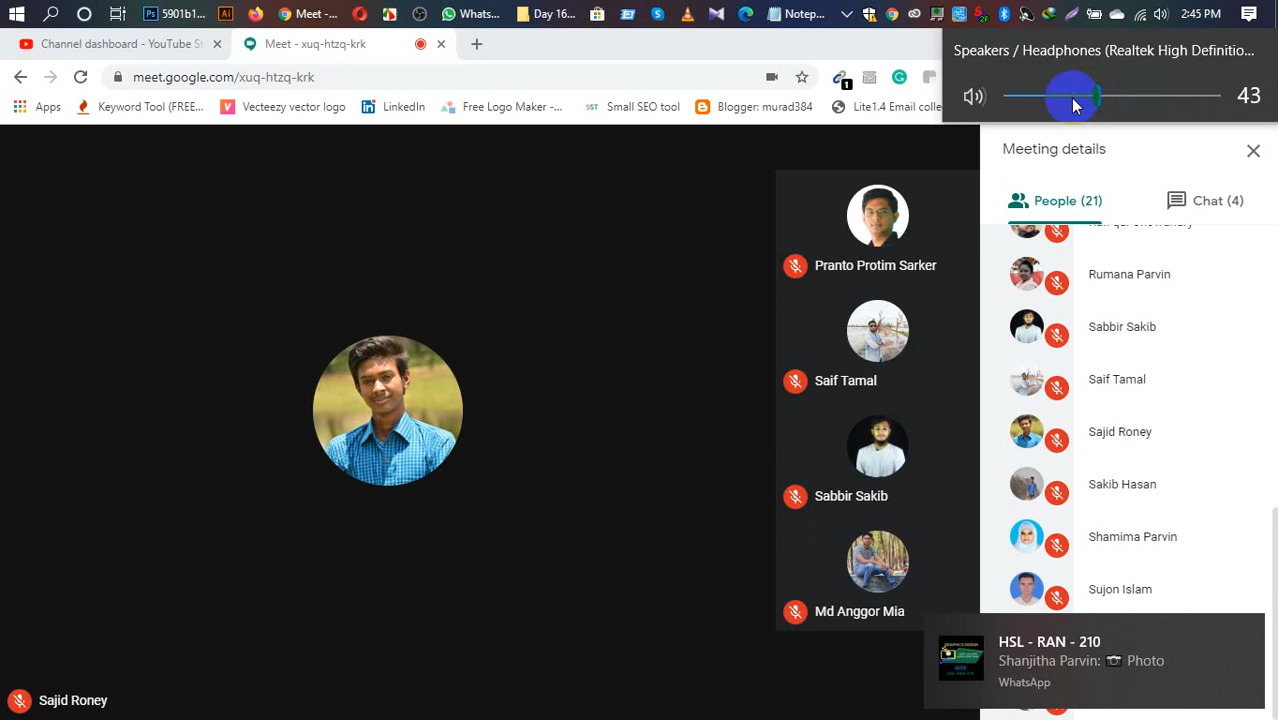 5001b...
Meet - ...
Whats...
Day 16...
Notep...
2:45 PM
Channel dashboard - YouTube S
Meet - xuq-htzq-krk
meet.google.com/xuq-htzq-krk
1
Apps
Keyword Tool (FREE...
Vecteezy vector logo
LinkedIn
Free Logo Maker -...
SST
Small SEO tutorial
Blogger: murad384
Lite1.4 Email colle
Speakers / Headphones (Realtek High Definitio...
43
Meeting details
People (21)
Chat (4)
Rumana Parvin
Sabbir Sakib
Saif Tamal
Sajid Roney
Sakib Hasan
Shamima Parvin
Sujon Islam
Pranto Protim Sarker
Saif Tamal
Sabbir Sakib
Md Anggor Mia
Sajid Roney
HSL - RAN - 210
Shanjitha Parvin: 📷 Photo
WhatsApp